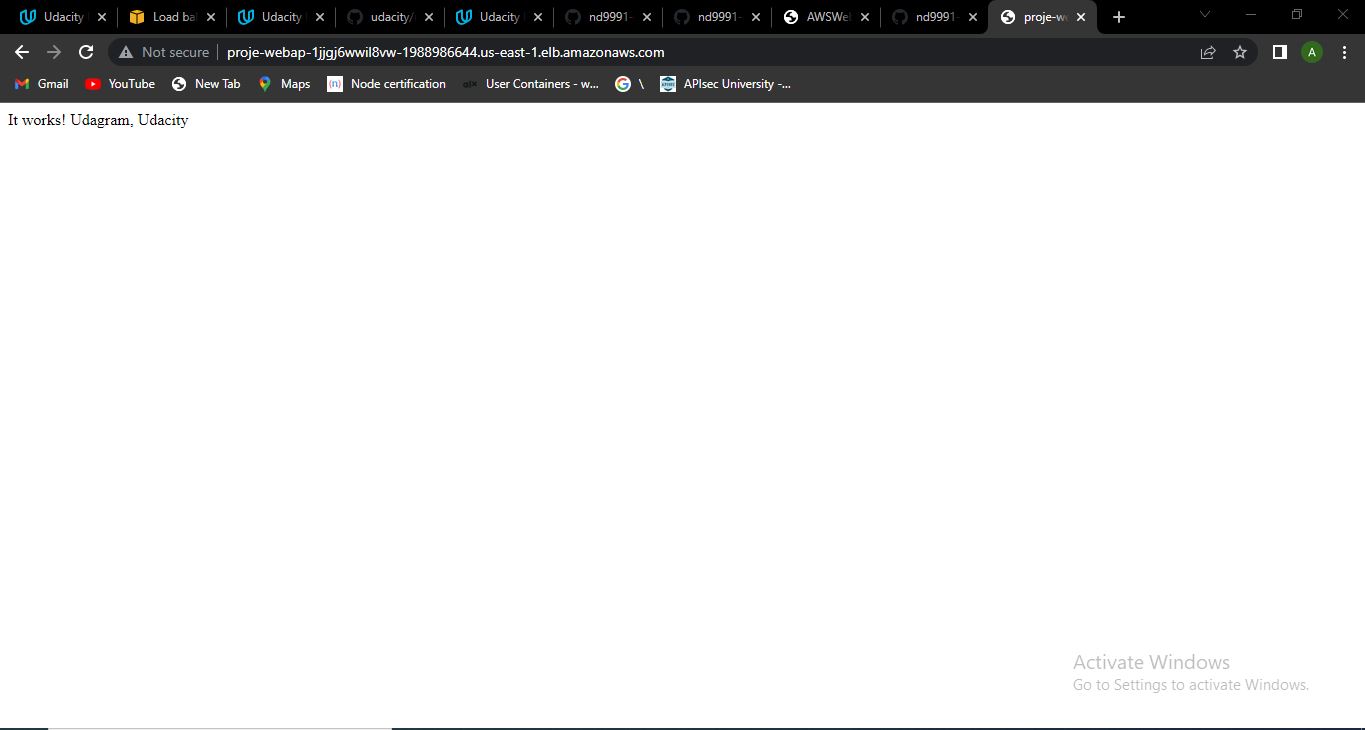 Udacity Load ba Udacity udacity/ Udacity nd9991- nd9991- AWSWe nd9991- proje-w
Not secure proje-webap-1jjgj6wwil8vw-1988986644.us-east-1.elb.amazonaws.com A
Gmail YouTube New Tab Maps (n) Node certification User Containers - w... \ APIsec University -...
It works! Udagram, Udacity
Activate Windows
Go to Settings to activate Windows.